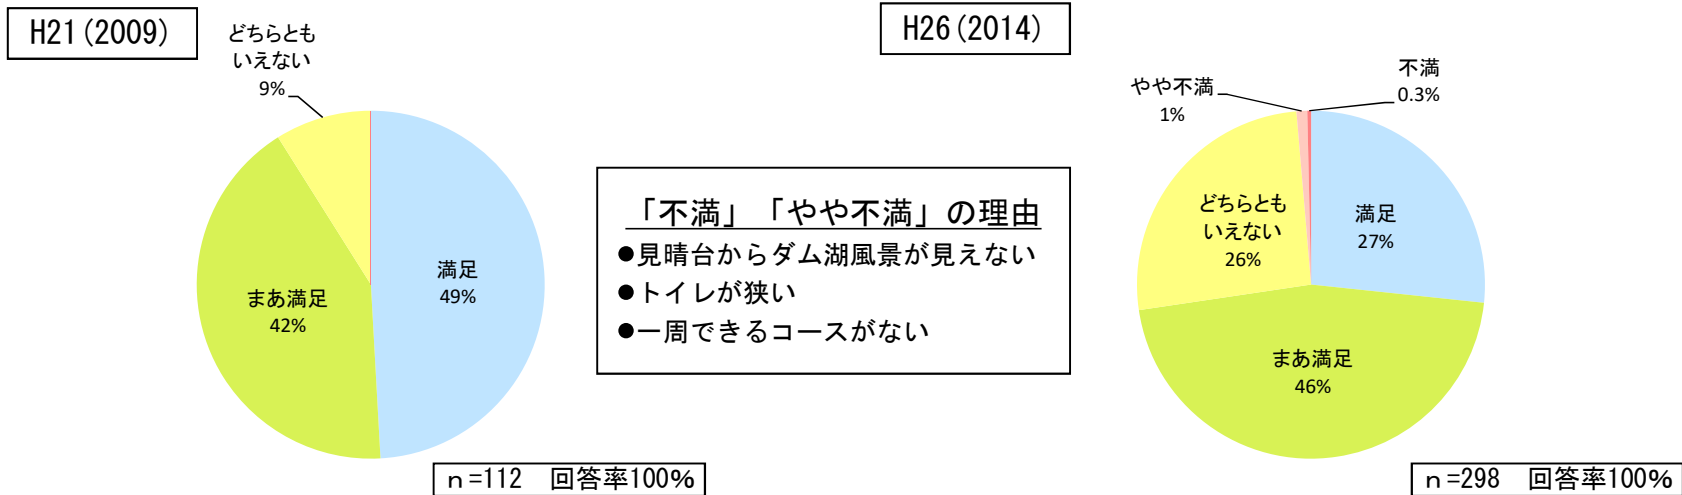 H21(2009)
どちらとも
いえない
9%
満足
49%
まあ満足
42%
n=112 回答率100%
「不満」「やや不満」の理由
●見晴台からダム湖風景が見えない
●トイレが狭い
●一周できるコースがない
H26(2014)
やや不満
1%
不満
0.3%
どちらとも
いえない
26%
満足
27%
まあ満足
46%
n=298 回答率100%